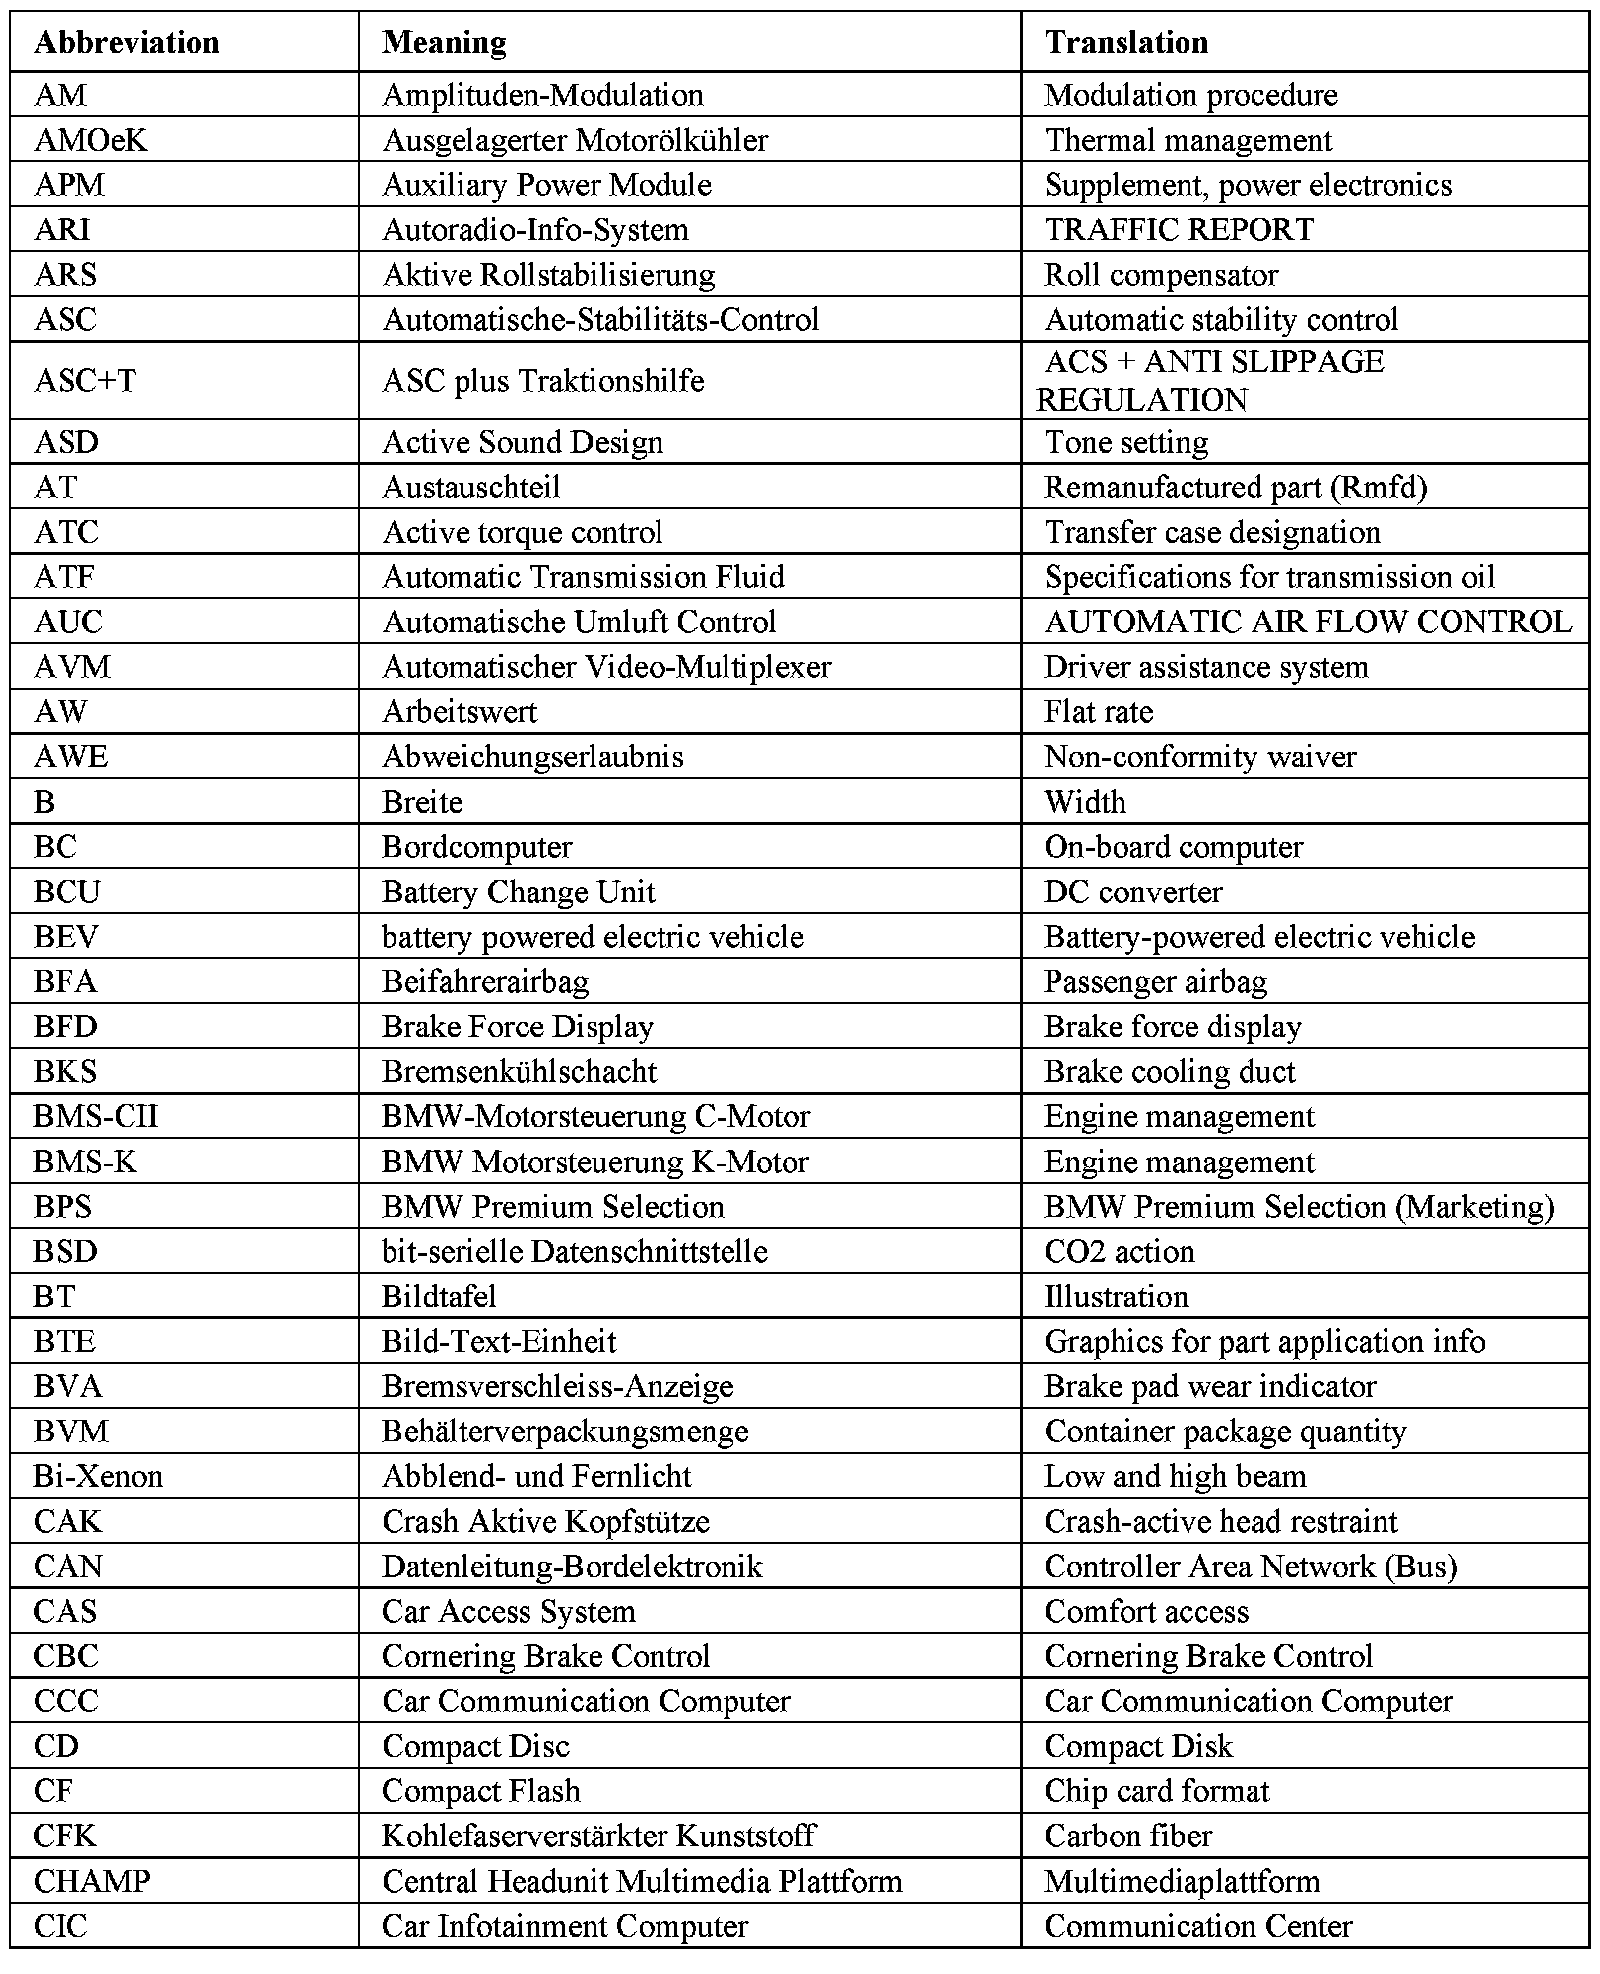 Abbreviation Meaning Translation
AM Amplituden-Modulation Modulation procedure
AMOeK Ausgelagerter Motorölkühler Thermal management
APM Auxiliary Power Module Supplement, power electronics
ARI Autoradio-Info-System TRAFFIC REPORT
ARS Aktive Rollstabilisierung Roll compensator
ASC Automatische-Stabilitäts-Control Automatic stability control
ASC+T ASC plus Traktionshilfe ACS + ANTI SLIPPAGE
REGULATION
ASD Active Sound Design Tone setting
AT Austauschteil Remanufactured part (Rmfd)
ATC Active torque control Transfer case designation
ATF Automatic Transmission Fluid Specifications for transmission oil
AUC Automatische Umluft Control AUTOMATIC AIR FLOW CONTROL
AVM Automatischer Video-Multiplexer Driver assistance system
AW Arbeitswert Flat rate
AWE Abweichungserlaubnis Non-conformity waiver
B Breite Width
BC Bordcomputer On-board computer
BCU Battery Change Unit DC converter
BEV battery powered electric vehicle Battery-powered electric vehicle
BFA Beifahrerairbag Passenger airbag
BFD Brake Force Display Brake force display
BKS Bremsenkühlschacht Brake cooling duct
BMS-CII BMW-Motorsteuerung C-Motor Engine management
BMS-K BMW Motorsteuerung K-Motor Engine management
BPS BMW Premium Selection BMW Premium Selection (Marketing)
BSD bit-serielle Datenschnittstelle CO2 action
BT Bildtafel Illustration
BTE Bild-Text-Einheit Graphics for part application info
BVA Bremsverschleiss-Anzeige Brake pad wear indicator
BVM Behälterverpackungsmenge Container package quantity
Bi-Xenon Abblend- und Fernlicht Low and high beam
CAK Crash Aktive Kopfstütze Crash-active head restraint
CAN Datenleitung-Bordelektronik Controller Area Network (Bus)
CAS Car Access System Comfort access
CBC Cornering Brake Control Cornering Brake Control
CCC Car Communication Computer Car Communication Computer
CD Compact Disc Compact Disk
CF Compact Flash Chip card format
CFK Kohlefaserverstärkter Kunststoff Carbon fiber
CHAMP Central Headunit Multimedia Plattform Multimediaplattform
CIC Car Infotainment Computer Communication Center